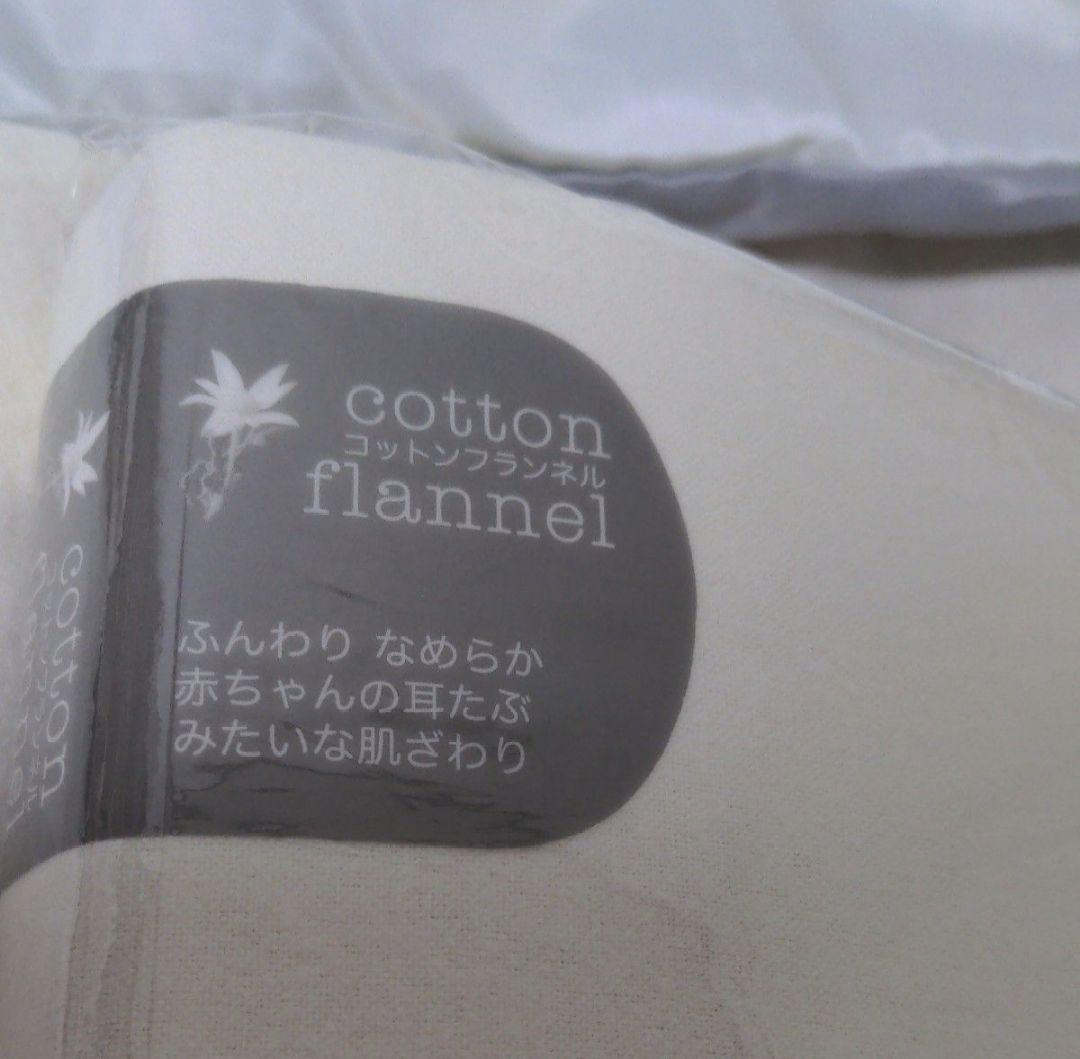 cotton
コットンフランネル
flannel
ふんわり なめらか
赤ちゃんの耳たぶ
みたいな肌ざわり
cotton